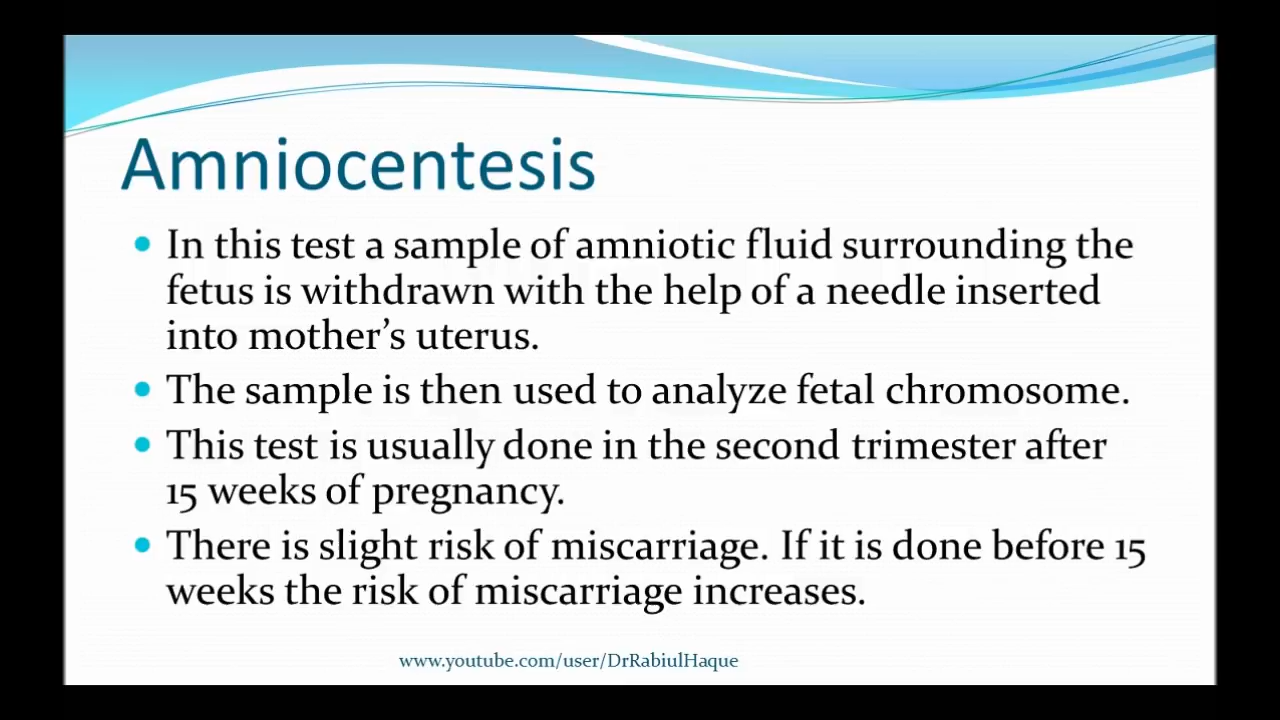 Amniocentesis
• In this test a sample of amniotic fluid surrounding the
fetus is withdrawn with the help of a needle inserted
into mother’s uterus.
• The sample is then used to analyze fetal chromosome.
• This test is usually done in the second trimester after
15 weeks of pregnancy.
• There is slight risk of miscarriage. If it is done before 15
weeks the risk of miscarriage increases.
www.youtube.com/user/DrRabiulHaque